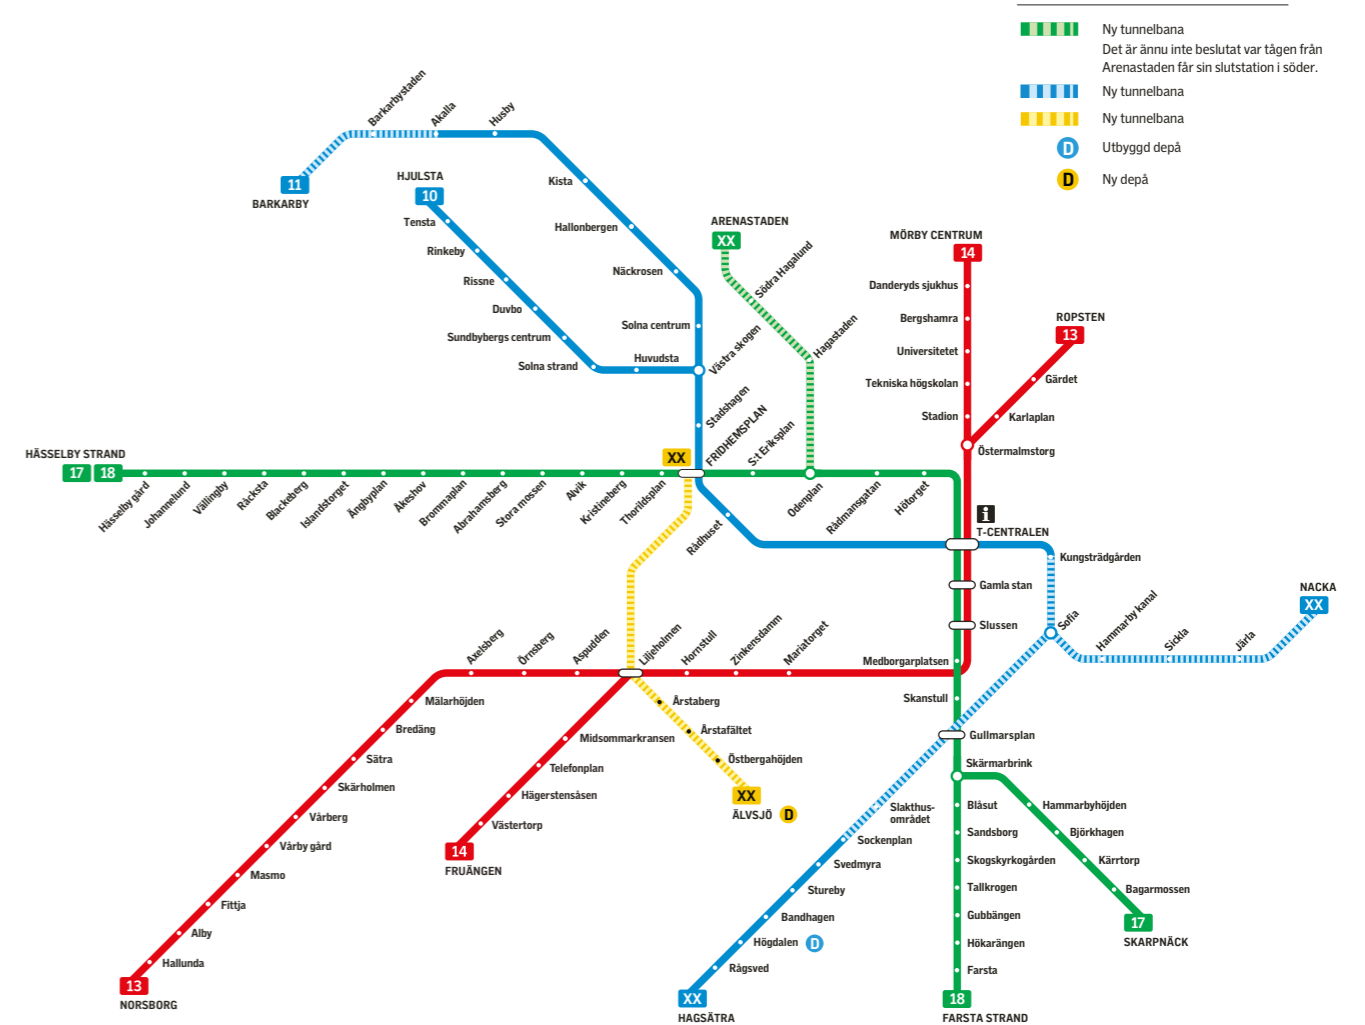 Ny tunnelbana
Det är ännu inte beslutat var tågen från
Arenastaden får sin slutstation i söder.
Ny tunnelbana
Ny tunnelbana
D Utbyggd depå
D Ny depå
Barkarbystaden
Akalla
Husby
11
BARKARBY
HJULSTA
10
Tensta
Rinkeby
Rissne
Duvbo
Sundbybergs centrum
Solna strand
Huvudsta
Kista
Hallonbergen
Näckrosen
Solna centrum
Västra skogen
Stadshagen
FRIDHEMSPLAN
XX
ARENASTADEN
XX
Södra Hagalund
Hagastaden
S:t Eriksplan
MÖRBY CENTRUM
14
Danderyds sjukhus
Bergshamra
Universitetet
Tekniska högskolan
Stadion
ROPSTEN
13
Gärdet
Karlaplan
Östermalmstorg
HÄSSELBY STRAND
17 18
Hässelby gård
Johannelund
Vällingby
Råcksta
Blackeberg
Islandstorget
Ängbyplan
Åkeshov
Brommaplan
Abrahamsberg
Stora mossen
Alvik
Kristineberg
Thorildsplan
Rådhuset
Odenplan
Rådmansgatan
Hötorget
i
T-CENTRALEN
Kungsträdgården
Gamla stan
Slussen
Sofia
Hammarby kanal
Sickla
Järla
NACKA
XX
Axelsberg
Örnsberg
Aspudden
Liljeholmen
Hornstull
Zinkensdamm
Mariatorget
Medborgarplatsen
Skanstull
Gullmarsplan
Skärmarbrink
Mälarhöjden
Bredäng
Sätra
Skärholmen
Vårberg
Vårby gård
Masmo
Fittja
Alby
Hallunda
13
NORSBORG
Midsommarkransen
Telefonplan
Hägerstensåsen
Västertorp
14
FRUÄNGEN
Årstaberg
Årstafältet
Östbergahöjden
XX
ÄLVSJÖ D
Slakthus-
området
Sockenplan
Svedmyra
Stureby
Bandhagen
Högdalen D
Rågsved
XX
HAGSÄTRA
Blåsut
Sandsborg
Skogskyrkogården
Tallkrogen
Gubbängen
Hökarängen
Farsta
18
FARSTA STRAND
Hammarbyhöjden
Björkhagen
Kärrtorp
Bagarmossen
17
SKARPNÄCK